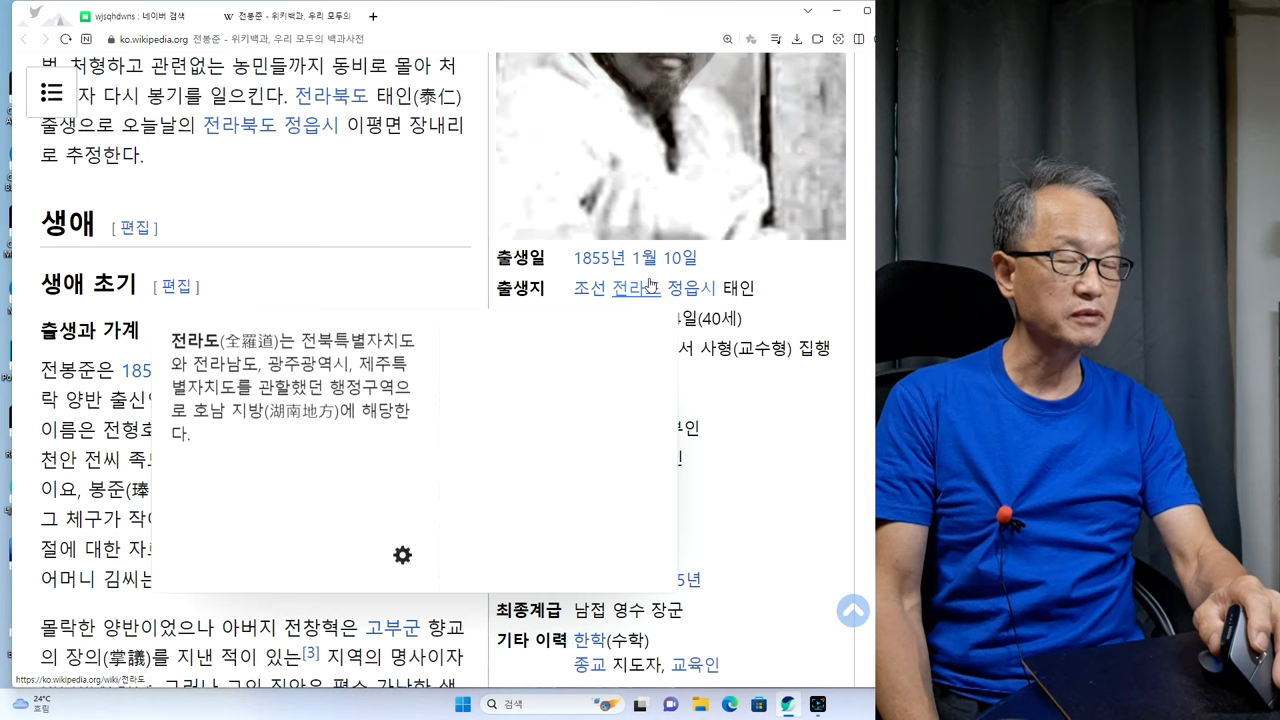 wjsqhdwns : 네이버 검색
전봉준 - 위키백과, 우리 모두의
ko.wikipedia.org 전봉준 - 위키백과, 우리 모두의 백과사전
처형하고 관련없는 농민들까지 동비로 몰아 처
자 다시 봉기를 일으킨다. 전라북도 태인(泰仁)
출생으로 오늘날의 전라북도 정읍시 이평면 장내리
로 추정한다.
생애 [ 편집 ]
생애 초기 [ 편집 ]
출생과 가계
전봉준은 185
락 양반 출신
이름은 전형호
천안 전씨 족
이요, 봉준(琫
그 체구가 작
절에 대한 자
어머니 김씨는
몰락한 양반이었으나 아버지 전창혁은 고부군 향교
의 장의(掌議)를 지낸 적이 있는[3] 지역의 명사이자
전라도(全羅道)는 전북특별자치도
와 전라남도, 광주광역시, 제주특
별자치도를 관할했던 행정구역으
로 호남 지방(湖南地方)에 해당한
다.
출생일 1855년 1월 10일
출생지 조선 전라도 정읍시 태인
일(40세)
서 사형(교수형) 집행
부인
인
5년
최종계급 남접 영수 장군
기타 이력 한학(수학)
종교 지도자, 교육인
https://ko.wikipedia.org/wiki/전라도
24°C
흐림
검색